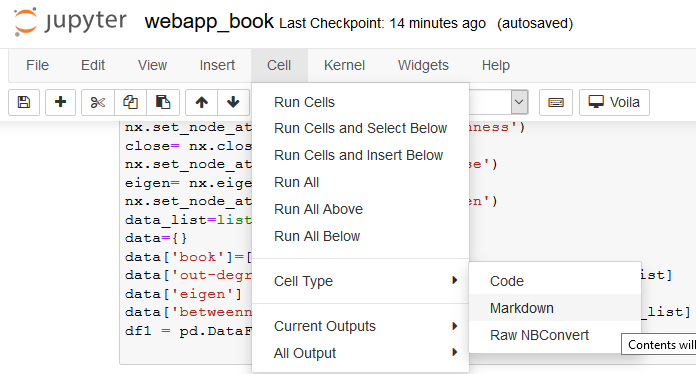 jupyter webapp_book Last Checkpoint: 14 minutes ago (autosaved)
File Edit View Insert Cell Kernel Widgets Help
Voila
Run Cells
Run Cells and Select Below
Run Cells and Insert Below
Run All
Run All Above
Run All Below
Cell Type
Current Outputs
All Output
Code
Markdown
Raw NBConvert
Contents will
nx.set_node_at nness')
close= nx.clos
nx.set_node_at se')
eigen= nx.eige
nx.set_node_at en')
data_list=list
data={}
data['book']=[
data['out-degr ist]
data['eigen']
data['betweenn _list]
df1 = pd.DataF